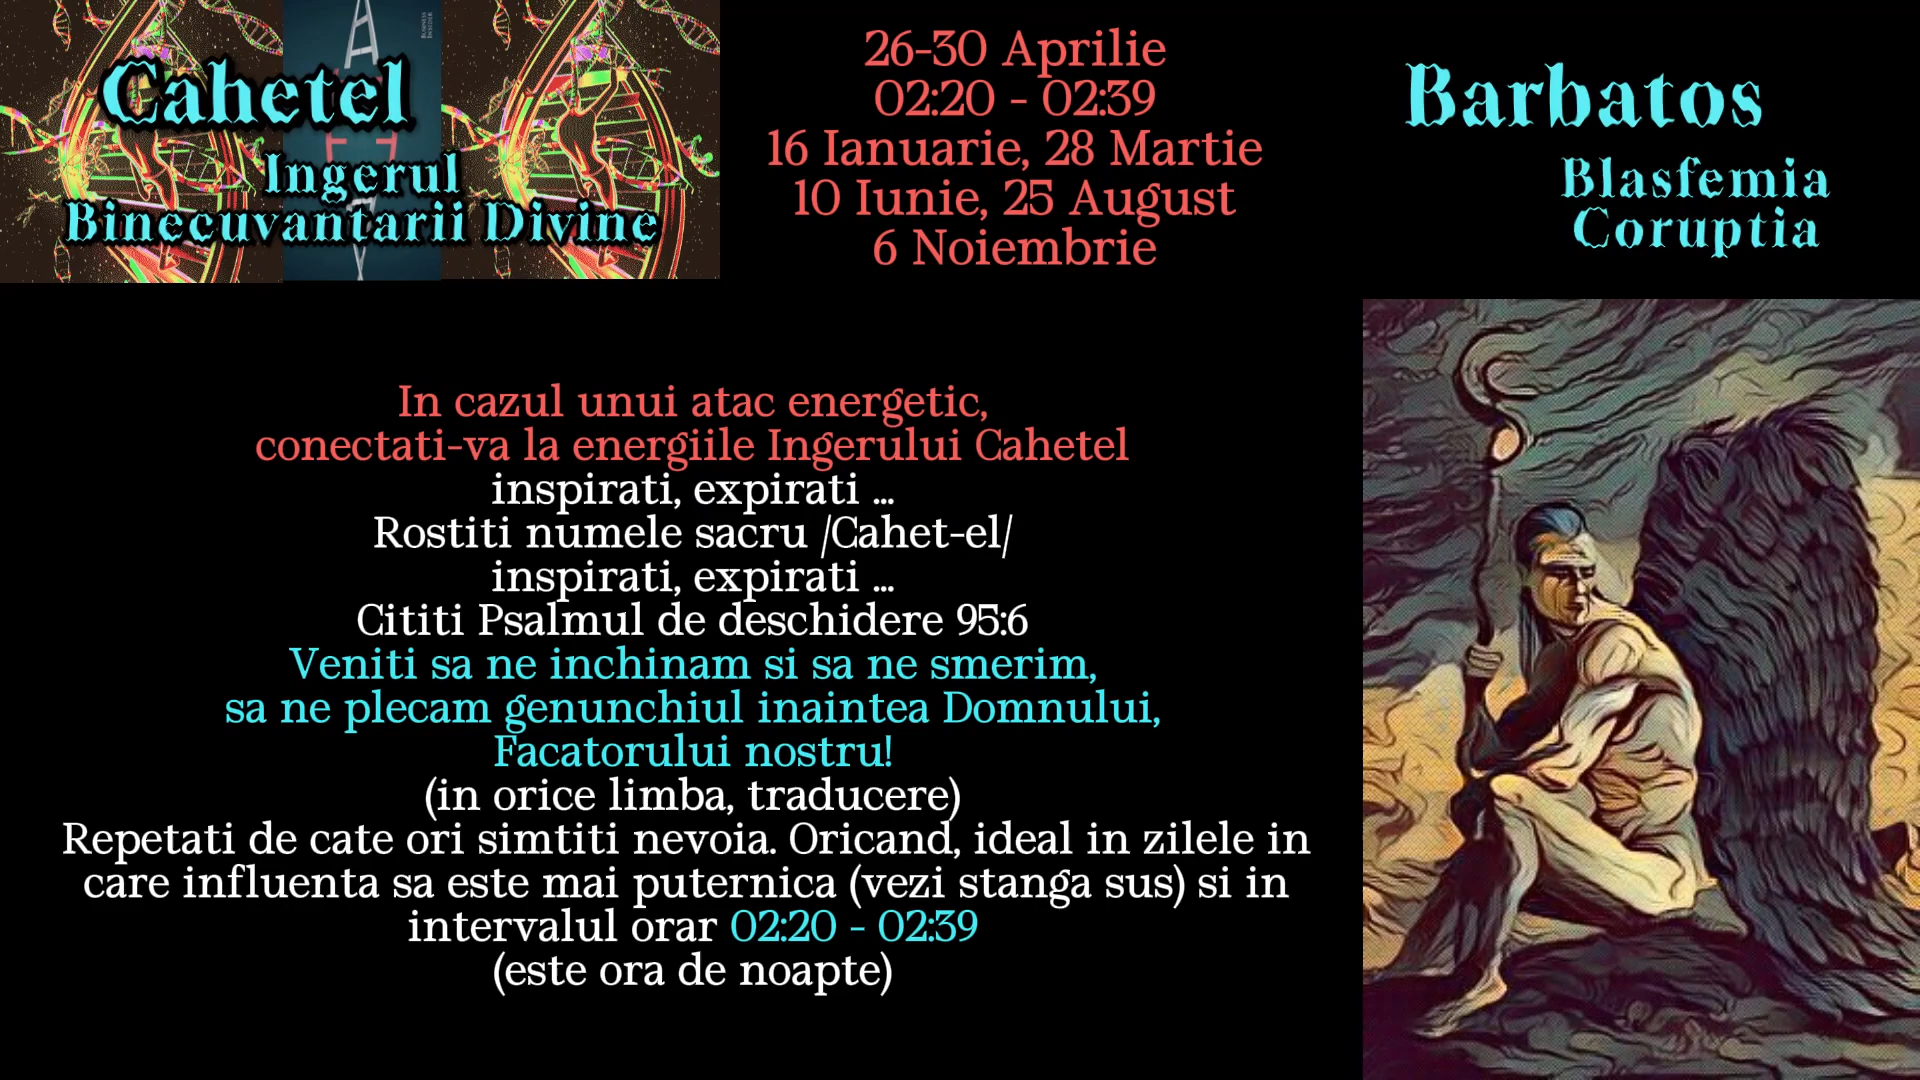 Cahetel
Ingerul
Binecuvantarii Divine
BUSINESS
INSIDER
26-30 Aprilie
02:20 - 02:39
16 Ianuarie, 28 Martie
10 Iunie, 25 August
6 Noiembrie
Barbatos
Blasfemia
Coruptia
In cazul unui atac energetic,
conectati-va la energiile Ingerului Cahetel
inspirati, expirati ...
Rostiti numele sacru /Cahet-el/
inspirati, expirati ...
Cititi Psalmul de deschidere 95:6
Veniti sa ne inchinam si sa ne smerim,
sa ne plecam genunchiul inaintea Domnului,
Facatorului nostru!
(in orice limba, traducere)
Repetati de cate ori simtiti nevoia. Oricand, ideal in zilele in
care influenta sa este mai puternica (vezi stanga sus) si in
intervalul orar 02:20 - 02:39
(este ora de noapte)